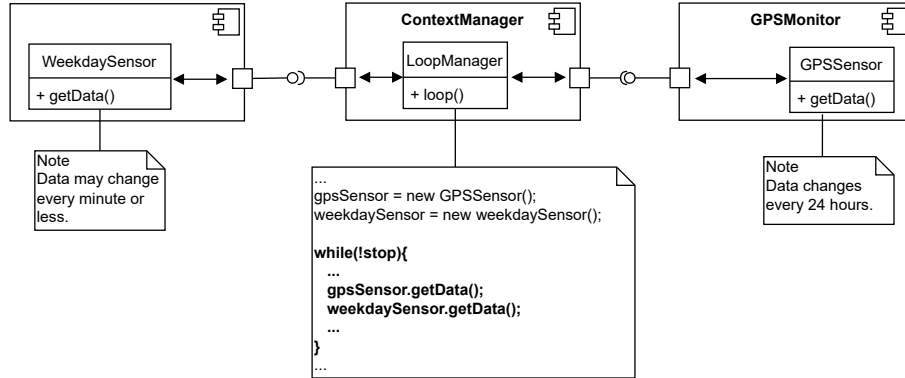 ContextManager
GPSMonitor
WeekdaySensor
+ getData()
LoopManager
+ loop()
GPSSensor
+ getData()
Note
Data may change
every minute or
less.
...
gpsSensor = new GPSSensor();
weekdaySensor = new weekdaySensor();
while(!stop){
...
gpsSensor.getData();
weekdaySensor.getData();
...
}
...
Note
Data changes
every 24 hours.